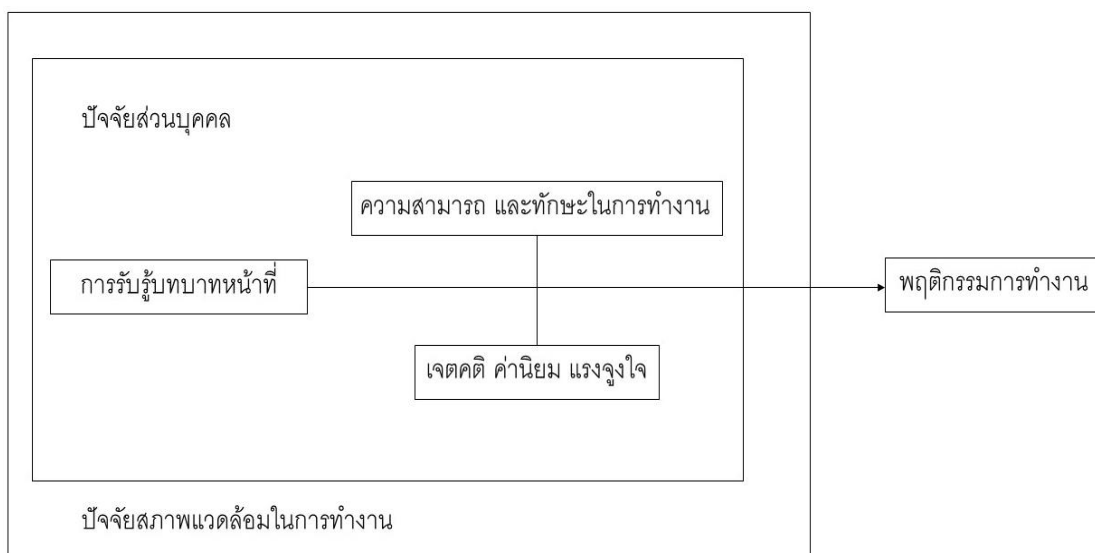 ปัจจัยส่วนบุคคล
ความสามารถ และทักษะในการทำงาน
การรับรู้บทบาทหน้าที่
พฤติกรรมการทำงาน
เจตคติ ค่านิยม แรงจูงใจ
ปัจจัยสภาพแวดล้อมในการทำงาน